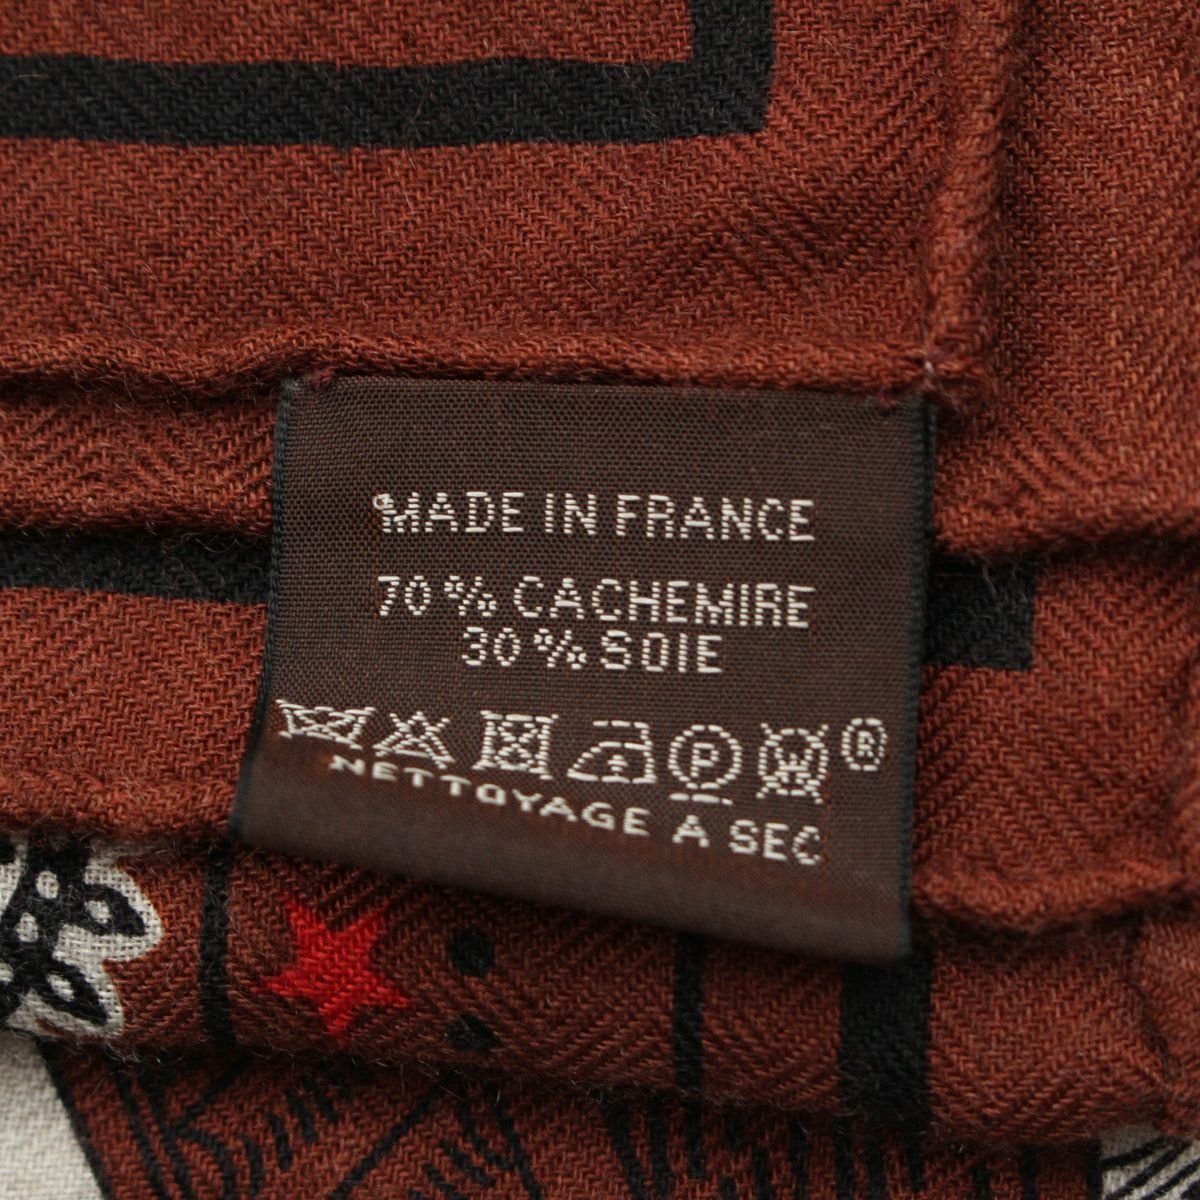 MADE IN FRANCE
70 % CACHEMIRE
30 % SOIE
P W ®
NETTOYAGE A SEC